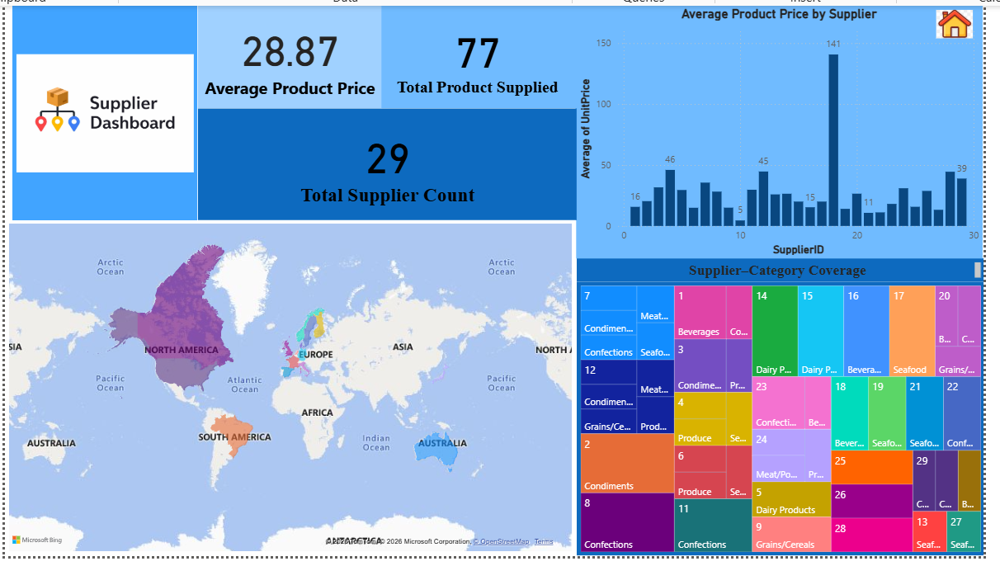 Data
Queries
Insert
Supplier
Dashboard
28.87
Average Product Price
77
Total Product Supplied
29
Total Supplier Count
Average Product Price by Supplier
Average of UnitPrice
150
100
50
0
16
46
5
45
15
141
11
39
0
10
20
30
SupplierID
Arctic
Ocean
Arctic
Ocean
NORTH AMERICA
EUROPE
ASIA
NORTH A
SIA
Pacific
Ocean
Atlantic
Ocean
Pacific
Ocean
AFRICA
SOUTH AMERICA
Indian
Ocean
AUSTRALIA
AUSTRALIA
ANTARCTICA
Microsoft Bing
© 2026 Microsoft Corporation, © OpenStreetMap Terms
Supplier–Category Coverage
7
Condimen...
Confections
Meat...
Seafo...
12
Condimen...
Grains/Ce...
Meat...
Prod...
2
Condiments
8
Confections
1
Beverages
Co...
3
Condime...
Pr...
4
Produce
Se...
6
Produce
Se...
11
Confections
14
Dairy P...
15
Dairy P...
16
Bevera...
17
Seafood
20
B...
C...
Grains/...
23
Confecti...
Be...
24
Meat/Po...
Pr...
5
Dairy Products
9
Grains/Cereals
18
Bever...
19
Seafo...
21
Seafo...
22
Conf...
25
26
28
29
C...
C...
B...
13
Seaf...
27
Seaf...